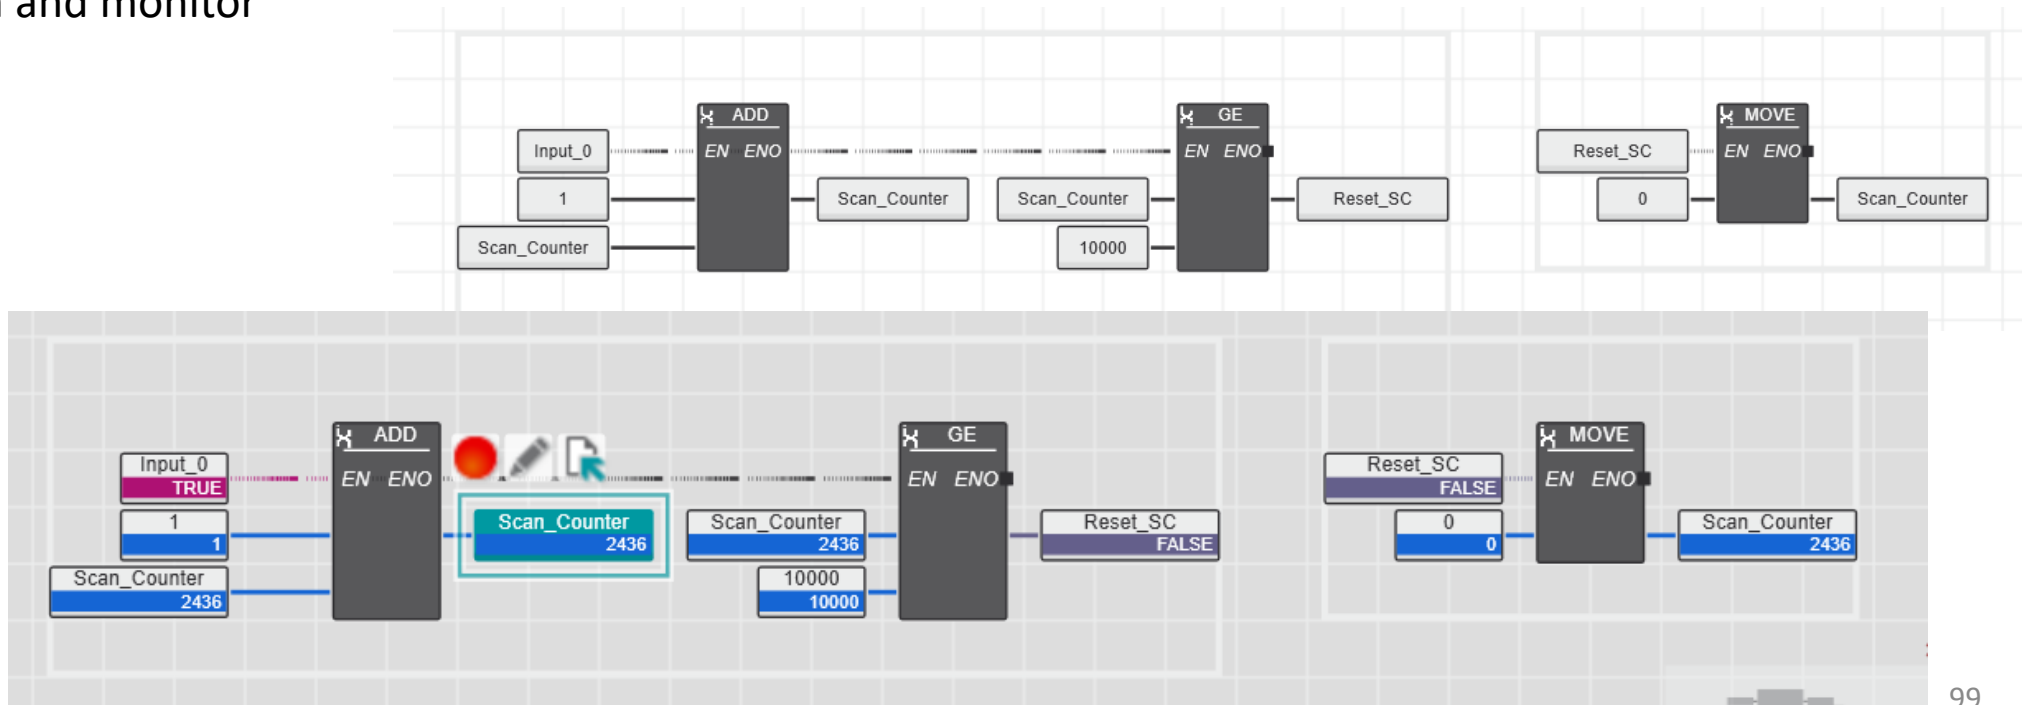 and monitor
ADD GE MOVE
Input_0 EN ENO EN ENO Reset_SC EN ENO
1 Scan_Counter Scan_Counter Reset_SC 0 Scan_Counter
Scan_Counter 10000
ADD GE MOVE
Input_0 EN ENO EN ENO Reset_SC EN ENO
TRUE FALSE
1 Scan_Counter Scan_Counter Reset_SC 0 Scan_Counter
1 2436 2436 FALSE 0 2436
Scan_Counter 10000
2436 10000
99